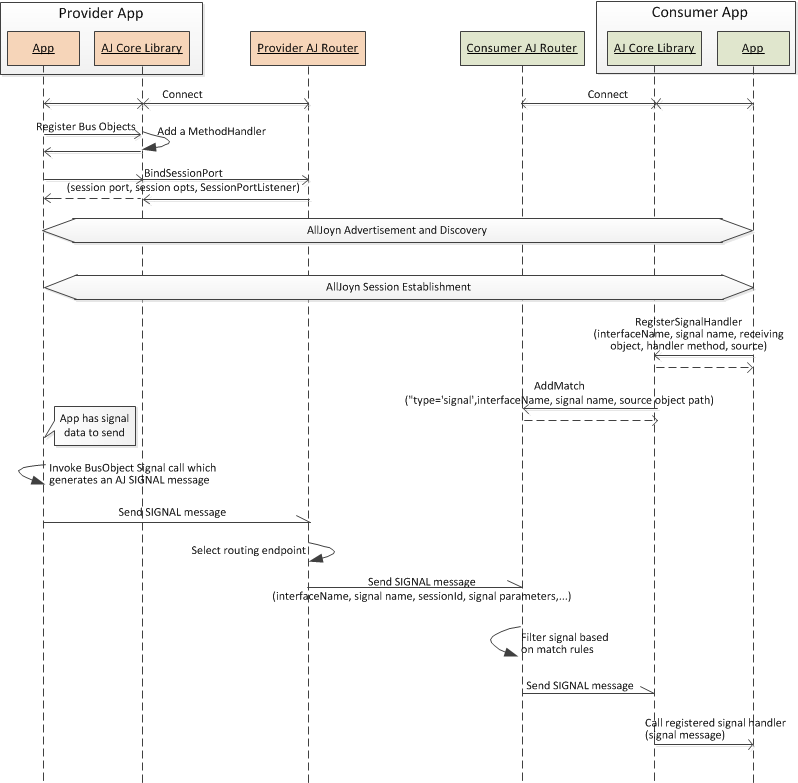 Provider App
Consumer App
App
AJ Core Library
Provider AJ Router
Consumer AJ Router
AJ Core Library
App
Connect
Connect
Register Bus Objects
Add a MethodHandler
BindSessionPort
(session port, session opts, SessionPortListener)
AllJoyn Advertisement and Discovery
AllJoyn Session Establishment
RegisterSignalHandler
(interfaceName, signal name, receiving
object, handler method, source)
AddMatch
("type='signal',interfaceName, signal name, source object path)
App has signal
data to send
Invoke BusObject Signal call which
generates an AJ SIGNAL message
Send SIGNAL message
Select routing endpoint
Send SIGNAL message
(interfaceName, signal name, sessionId, signal parameters,...)
Filter signal based
on match rules
Send SIGNAL message
Call registered signal handler
(signal message)